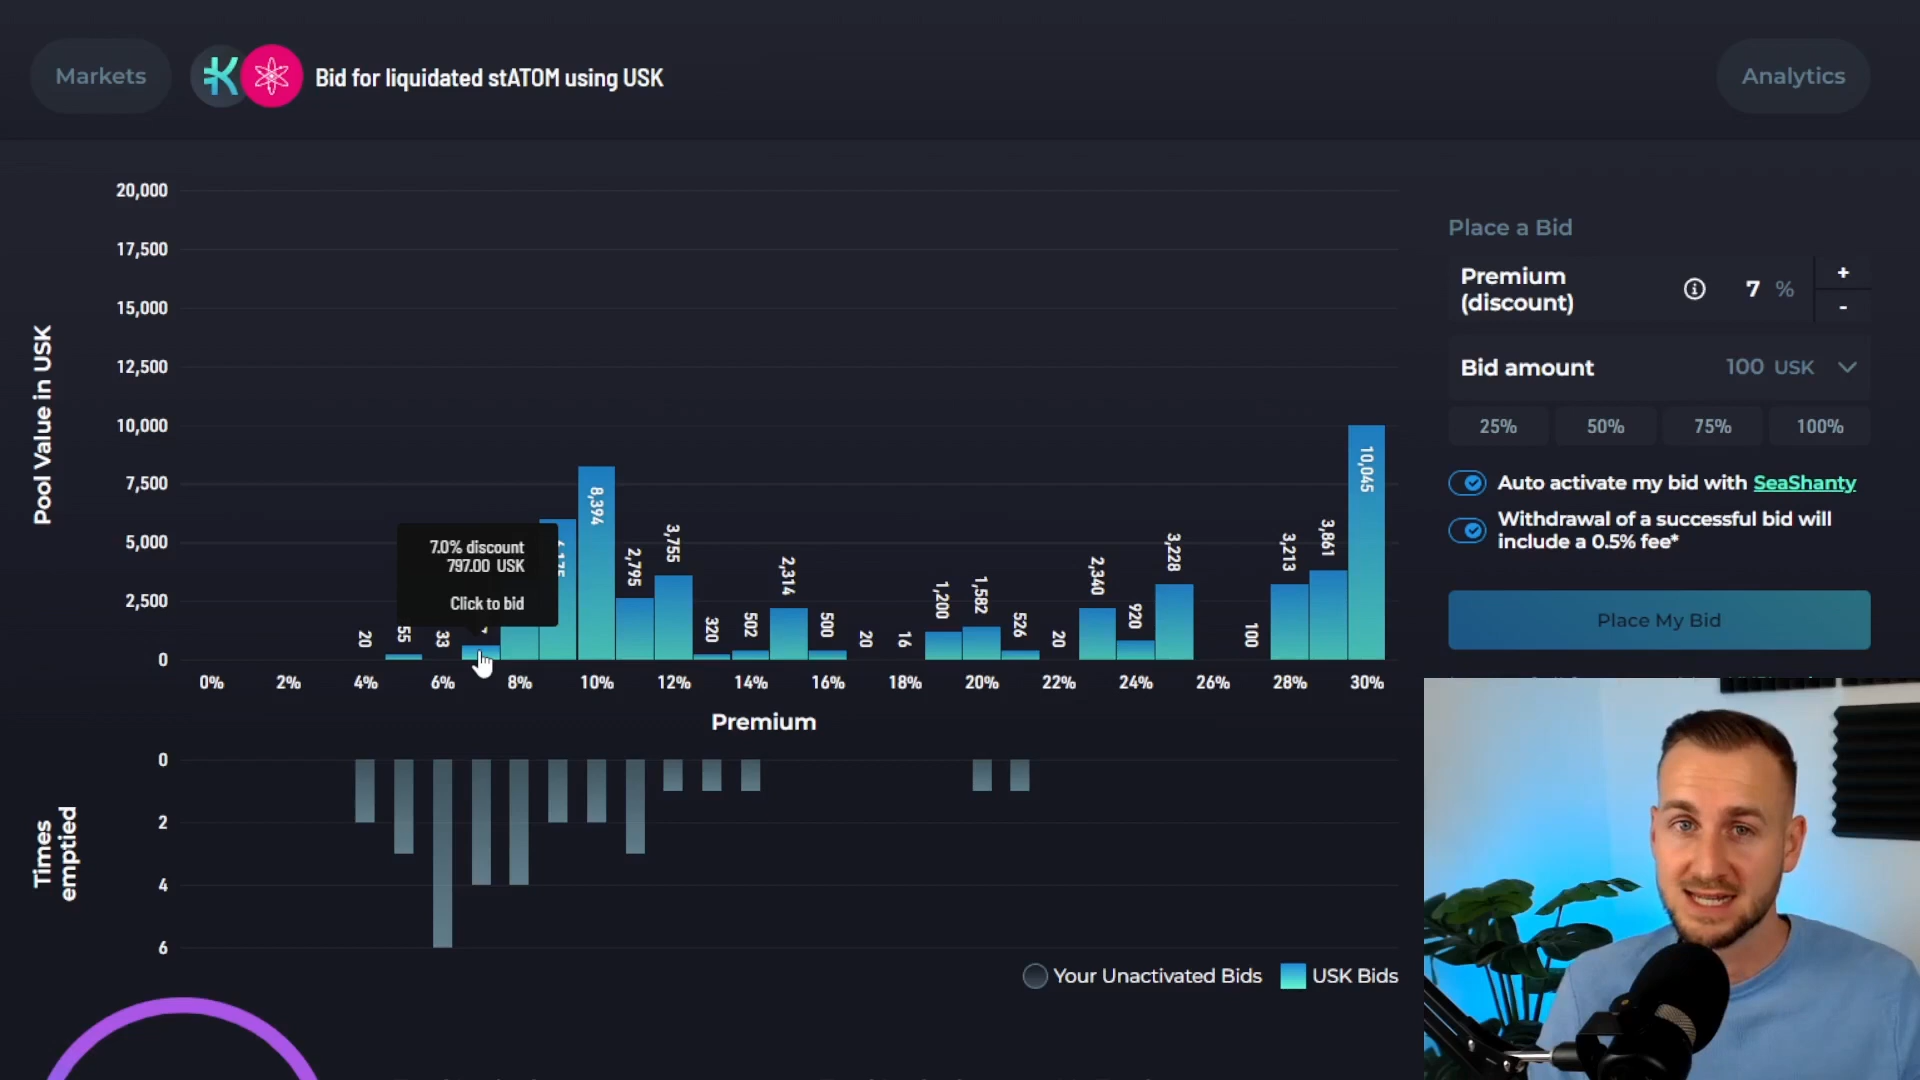 Markets
Bid for liquidated stATOM using USK
Analytics
20,000
17,500
15,000
12,500
10,000
7,500
5,000
2,500
0
Pool Value in USK
7.0% discount
797.00 USK
Click to bid
20
55
33
8,394
2,795
3,755
320
502
2,314
500
20
16
1,200
1,582
526
20
2,340
920
3,228
100
3,213
3,861
10,045
0%
2%
4%
6%
8%
10%
12%
14%
16%
18%
20%
22%
24%
26%
28%
30%
Premium
0
2
4
6
Times
emptied
Your Unactivated Bids
USK Bids
Place a Bid
Premium
(discount)
7 %
+
-
Bid amount
100 USK
25%
50%
75%
100%
Auto activate my bid with SeaShanty
Withdrawal of a successful bid will
include a 0.5% fee*
Place My Bid